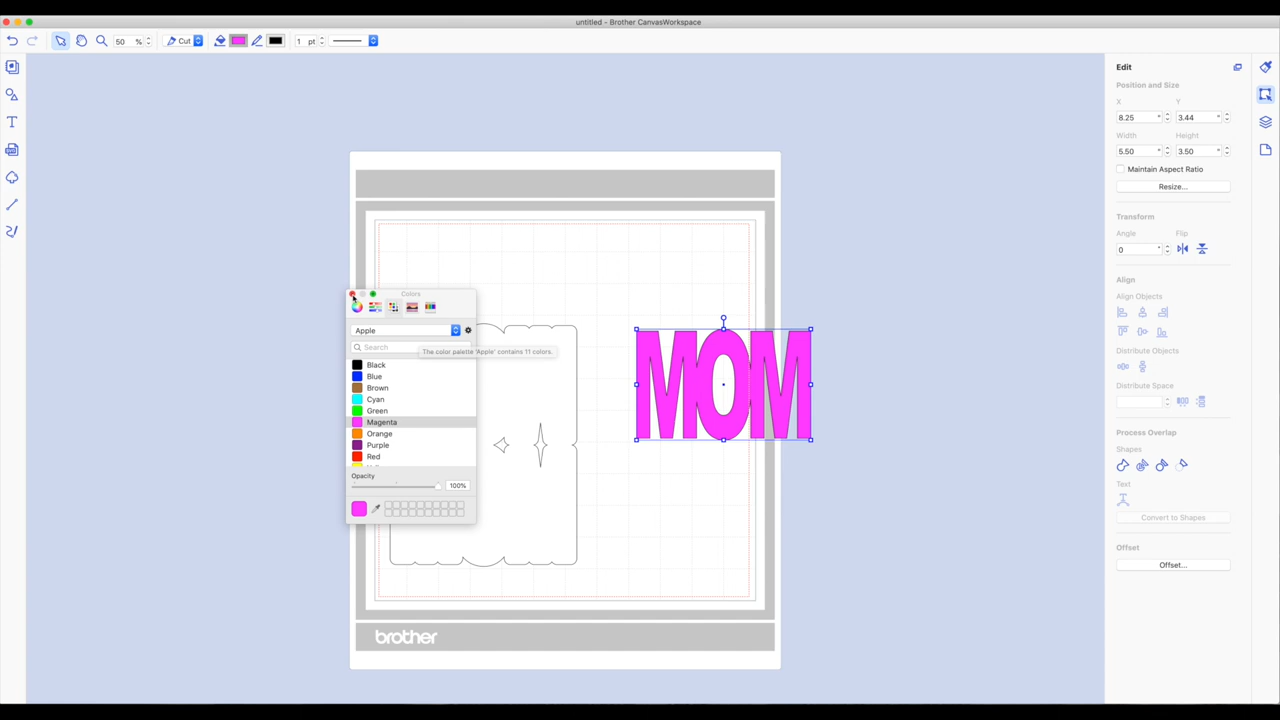 untitled - Brother CanvasWorkspace
50 % Cut 1 pt
Edit
Position and Size
X Y
8.25 " 3.44 "
Width Height
5.50 " 3.50 "
Maintain Aspect Ratio
Resize...
Transform
Angle Flip
0 °
Align
Align Objects
Distribute Objects
Distribute Space
Process Overlap
Shapes
Text
Convert to Shapes
Offset
Offset...
Colors
Apple
Search
The color palette 'Apple' contains 11 colors.
Black
Blue
Brown
Cyan
Green
Magenta
Orange
Purple
Red
Opacity
100%
MOM
brother